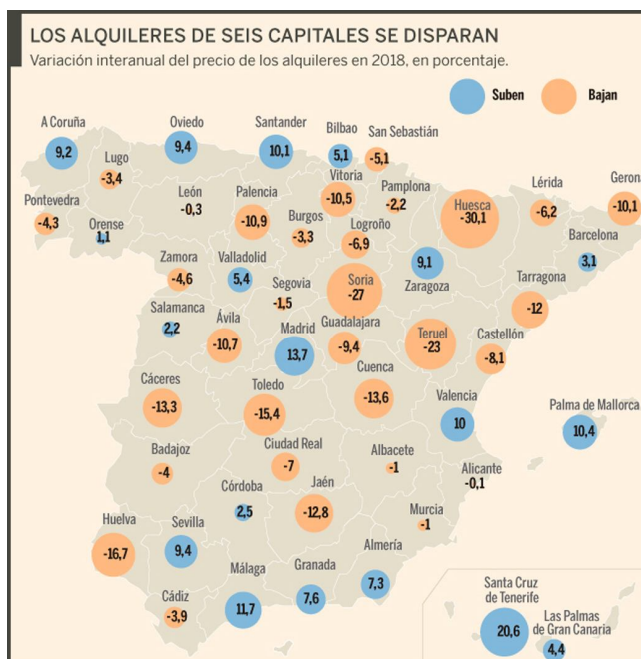 LOS ALQUILERES DE SEIS CAPITALES SE DISPARAN
Variación interanual del precio de los alquileres en 2018, en porcentaje.
Suben
Bajan
A Coruña
9,2
Lugo
-3,4
Oviedo
9,4
Santander
10,1
Bilbao
5,1
San Sebastián
-5,1
Vitoria
-10,5
Pamplona
-2,2
Huesca
-30,1
Lérida
-6,2
Gerona
-10,1
Pontevedra
-4,3
Orense
1,1
León
-0,3
Palencia
-10,9
Burgos
-3,3
Logroño
-6,9
Zaragoza
9,1
Barcelona
3,1
Tarragona
-12
Zamora
-4,6
Valladolid
5,4
Segovia
-1,5
Soria
-27
Salamanca
2,2
Ávila
-10,7
Madrid
13,7
Guadalajara
-9,4
Teruel
-23
Castellón
-8,1
Cáceres
-13,3
Toledo
-15,4
Cuenca
-13,6
Valencia
10
Palma de Mallorca
10,4
Badajoz
-4
Ciudad Real
-7
Albacete
-1
Alicante
-0,1
Córdoba
2,5
Jaén
-12,8
Murcia
-1
Huelva
-16,7
Sevilla
9,4
Málaga
11,7
Granada
7,6
Almería
7,3
Cádiz
-3,9
Santa Cruz
de Tenerife
20,6
Las Palmas
de Gran Canaria
4,4